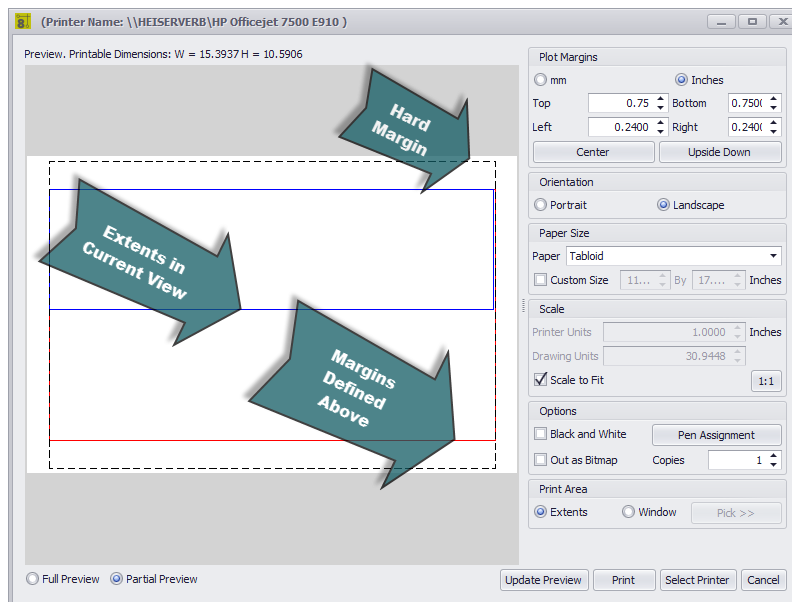 8
(Printer Name: \\HEISERVERB\HP Officejet 7500 E910 )
Preview. Printable Dimensions: W = 15.3937 H = 10.5906
Hard
Margin
Extents in
Current View
Margins
Defined
Above
Full Preview Partial Preview
Plot Margins
mm Inches
Top 0.75 Bottom 0.7500
Left 0.2400 Right 0.2400
Center Upside Down
Orientation
Portrait Landscape
Paper Size
Paper Tabloid
Custom Size 11... By 17.... Inches
Scale
Printer Units 1.0000 Inches
Drawing Units 30.9448
Scale to Fit 1:1
Options
Black and White Pen Assignment
Out as Bitmap Copies 1
Print Area
Extents Window Pick >>
Update Preview Print Select Printer Cancel